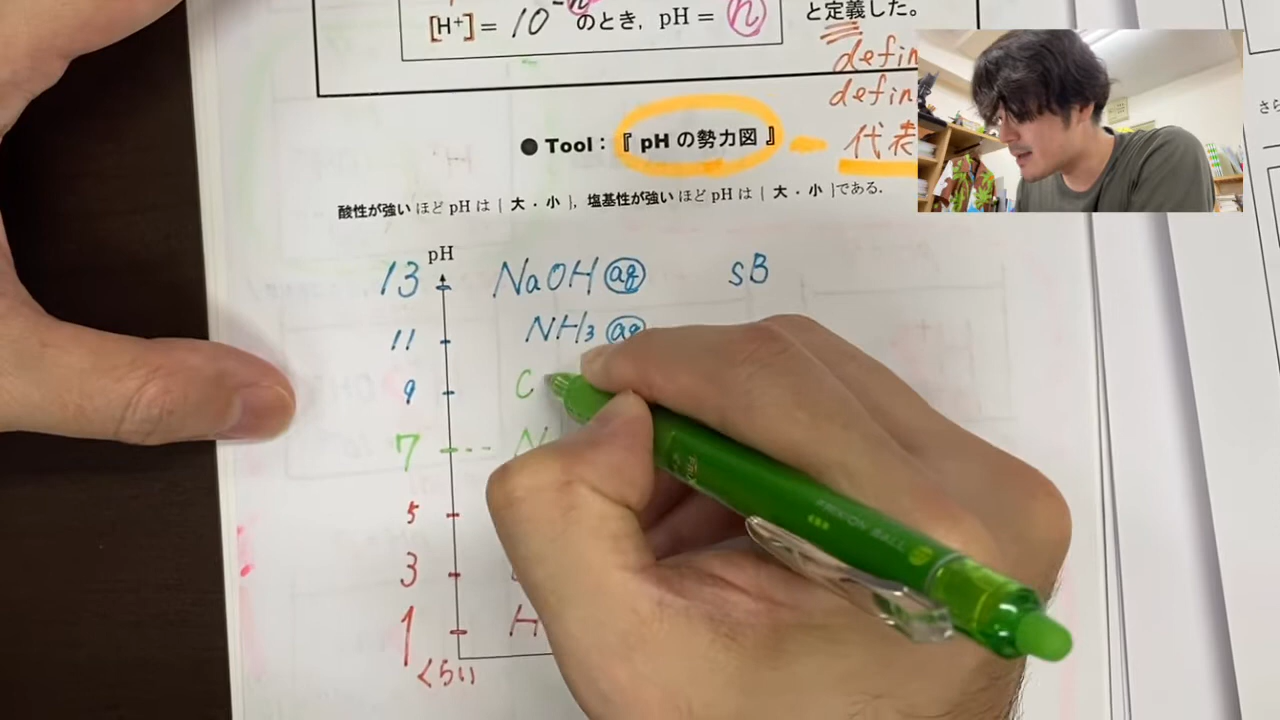 [H⁺] = 10⁻ⁿ のとき, pH = n
と定義した。
defin
defin
● Tool : 『 pH の勢力図 』
代表
酸性が強い ほど pH は { 大 ・ 小 }, 塩基性が強い ほど pH は { 大 ・ 小 }である.
pH
13 NaOH aq sB
11 NH₃ aq
9 C
7 N
5
3
1 H
くらい
さら
FRIXION BALL